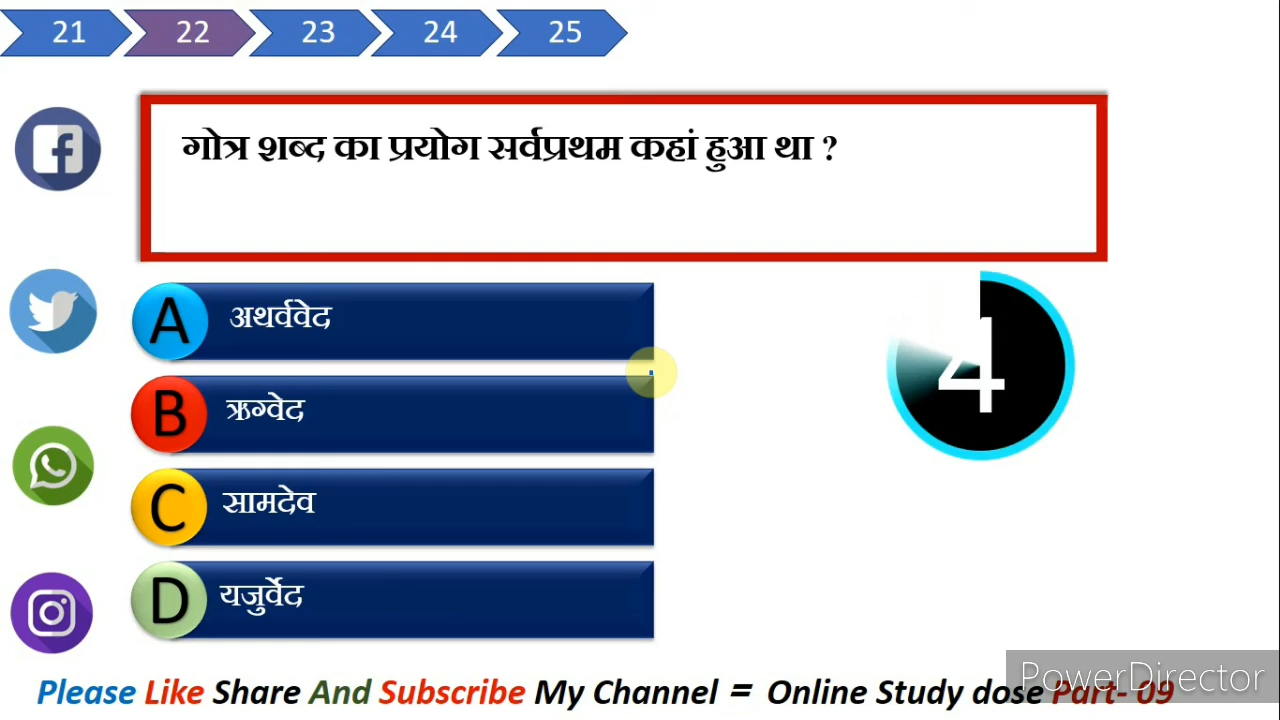 21 22 23 24 25
गोत्र शब्द का प्रयोग सर्वप्रथम कहां हुआ था ?
A अथर्ववेद
4
B ऋग्वेद
C सामदेव
D यजुर्वेद
PowerDirector
Please Like Share And Subscribe My Channel = Online Study dose Part- 09